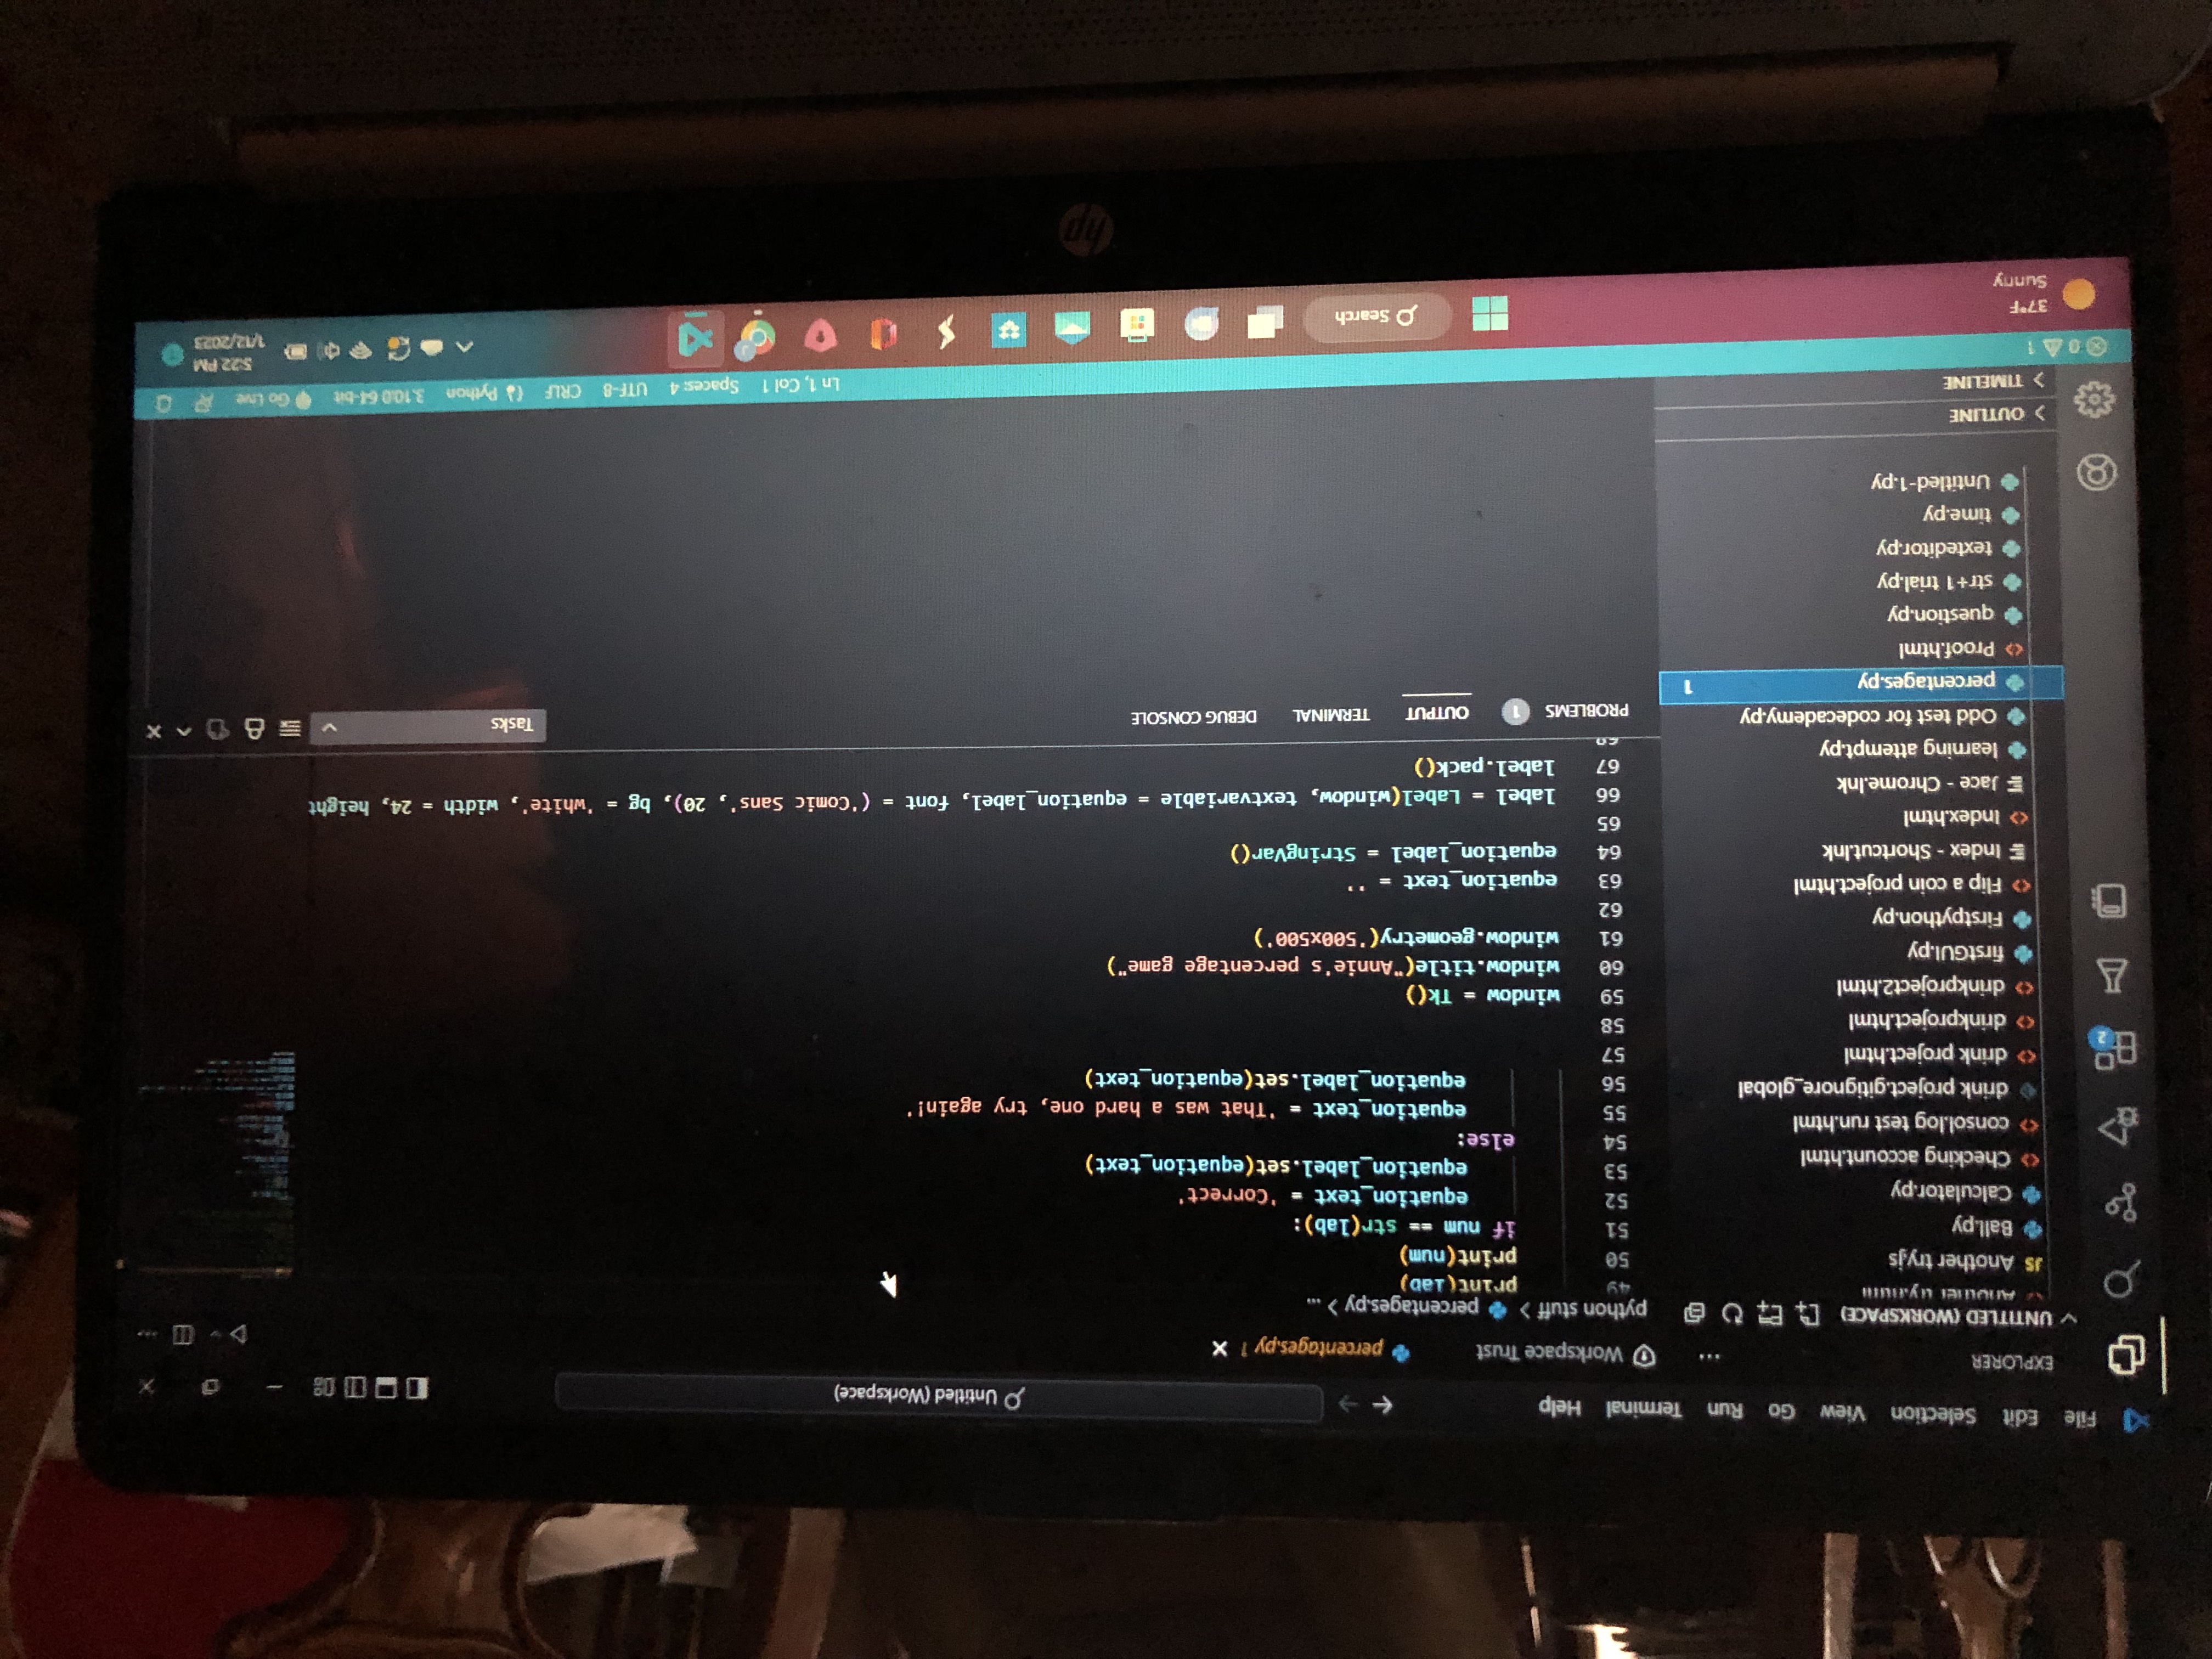 File Edit Selection View Go Run Terminal Help
Untitled (Workspace)
EXPLORER
Workspace Trust
percentages.py 1
UNTITLED (WORKSPACE)
python stuff > percentages.py > ...
Another try.html
JS Another try.js
Ball.py
Calculator.py
Checking account.html
consol.log test run.html
drink project.gitignore_global
drink project.html
drinkproject.html
drinkproject2.html
firstGUI.py
Firstpython.py
Flip a coin project.html
Index - Shortcut.lnk
Index.html
Jace - Chrome.lnk
learning attempt.py
Odd test for codecademy.py
percentages.py 1
Proof.html
question.py
str+1 trial.py
texteditor.py
time.py
Untitled-1.py
OUTLINE
TIMELINE
2
49 print(lab)
50 print(num)
51 if num == str(lab):
52 equation_text = 'Correct'
53 equation_label.set(equation_text)
54 else:
55 equation_text = 'That was a hard one, try again!'
56 equation_label.set(equation_text)
57
58
59 window = Tk()
60 window.title("Annie's percentage game")
61 window.geometry('500x500')
62
63 equation_text = ''
64 equation_label = StringVar()
65
66 label = Label(window, textvariable = equation_label, font = ('Comic Sans', 20), bg = 'white', width = 24, height
67 label.pack()
68
PROBLEMS 1 OUTPUT TERMINAL DEBUG CONSOLE
Tasks
0 1
Ln 1, Col 1 Spaces: 4 UTF-8 CRLF Python 3.10.0 64-bit Go Live
37°F
Sunny
Search
5:22 PM
1/12/2023
hp